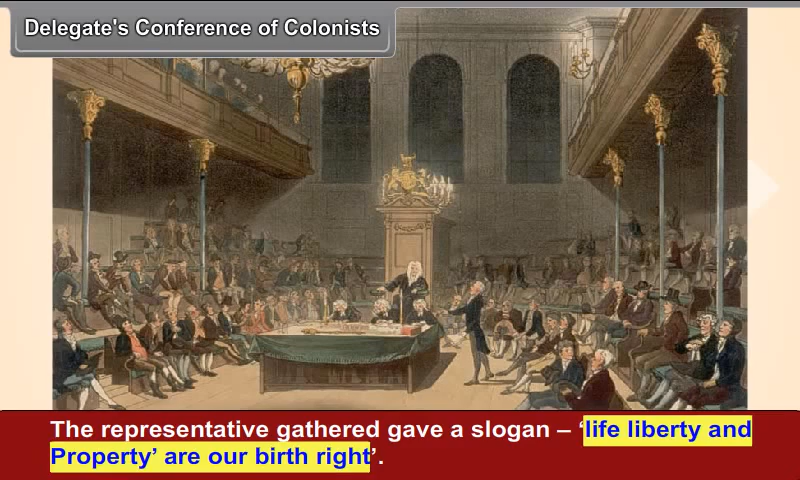 Delegate's Conference of Colonists
The representative gathered gave a slogan – ‘life liberty and
Property’ are our birth right’.